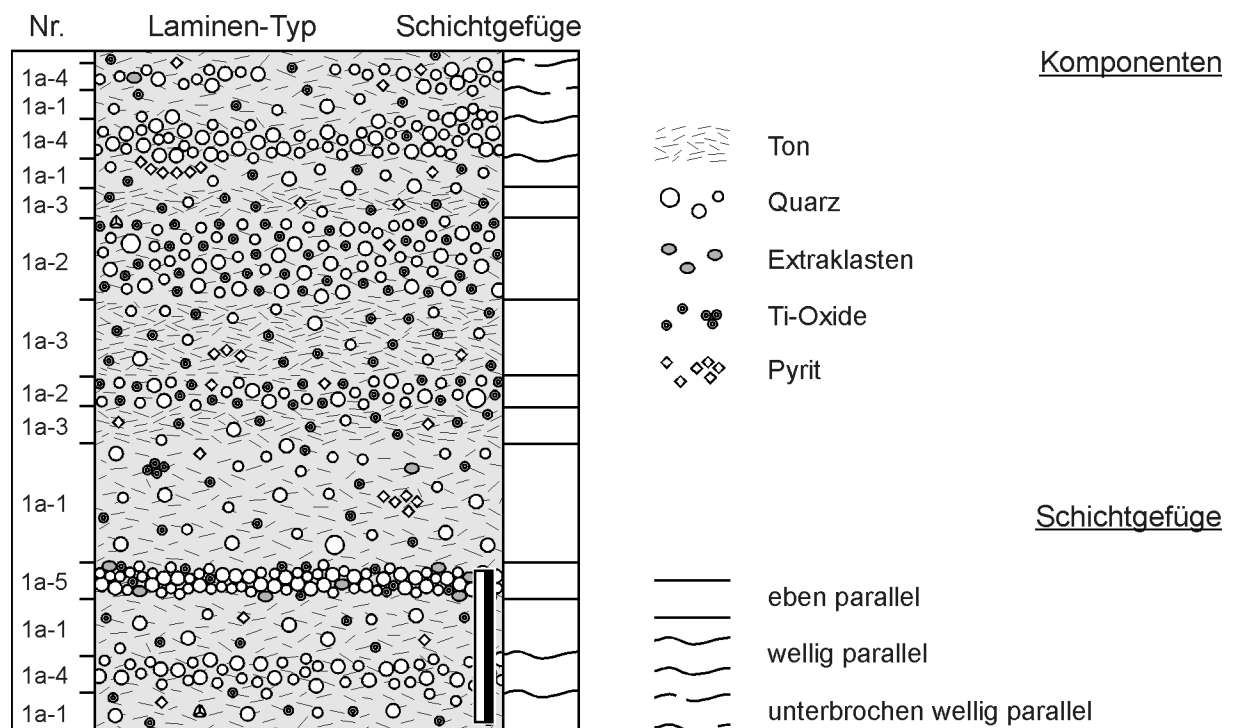 Nr. Laminen-Typ Schichtgefüge
1a-4
1a-1
1a-4
1a-1
1a-3
1a-2
1a-3
1a-2
1a-3
1a-1
1a-5
1a-1
1a-4
1a-1
Komponenten
Ton
Quarz
Extraklasten
Ti-Oxide
Pyrit
Schichtgefüge
eben parallel
wellig parallel
unterbrochen wellig parallel